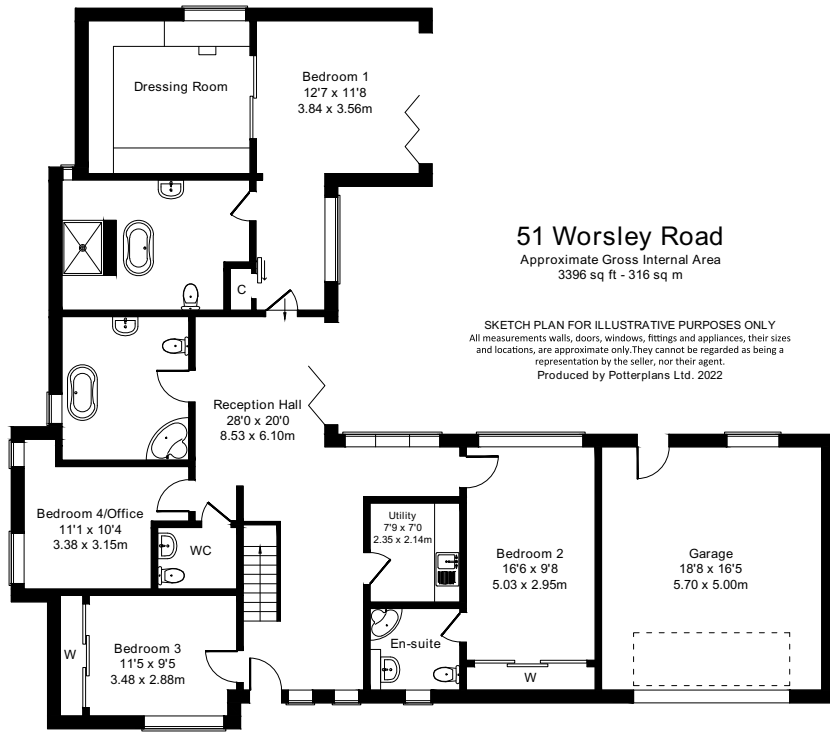 Dressing Room
Bedroom 1
12'7 x 11'8
3.84 x 3.56m
51 Worsley Road
Approximate Gross Internal Area
3396 sq ft - 316 sq m
SKETCH PLAN FOR ILLUSTRATIVE PURPOSES ONLY
All measurements walls, doors, windows, fittings and appliances, their sizes
and locations, are approximate only.They cannot be regarded as being a
representation by the seller, nor their agent.
Produced by Potterplans Ltd. 2022
C
Reception Hall
28'0 x 20'0
8.53 x 6.10m
Bedroom 4/Office
11'1 x 10'4
3.38 x 3.15m
WC
Utility
7'9 x 7'0
2.35 x 2.14m
Bedroom 2
16'6 x 9'8
5.03 x 2.95m
Garage
18'8 x 16'5
5.70 x 5.00m
W
Bedroom 3
11'5 x 9'5
3.48 x 2.88m
En-suite
W